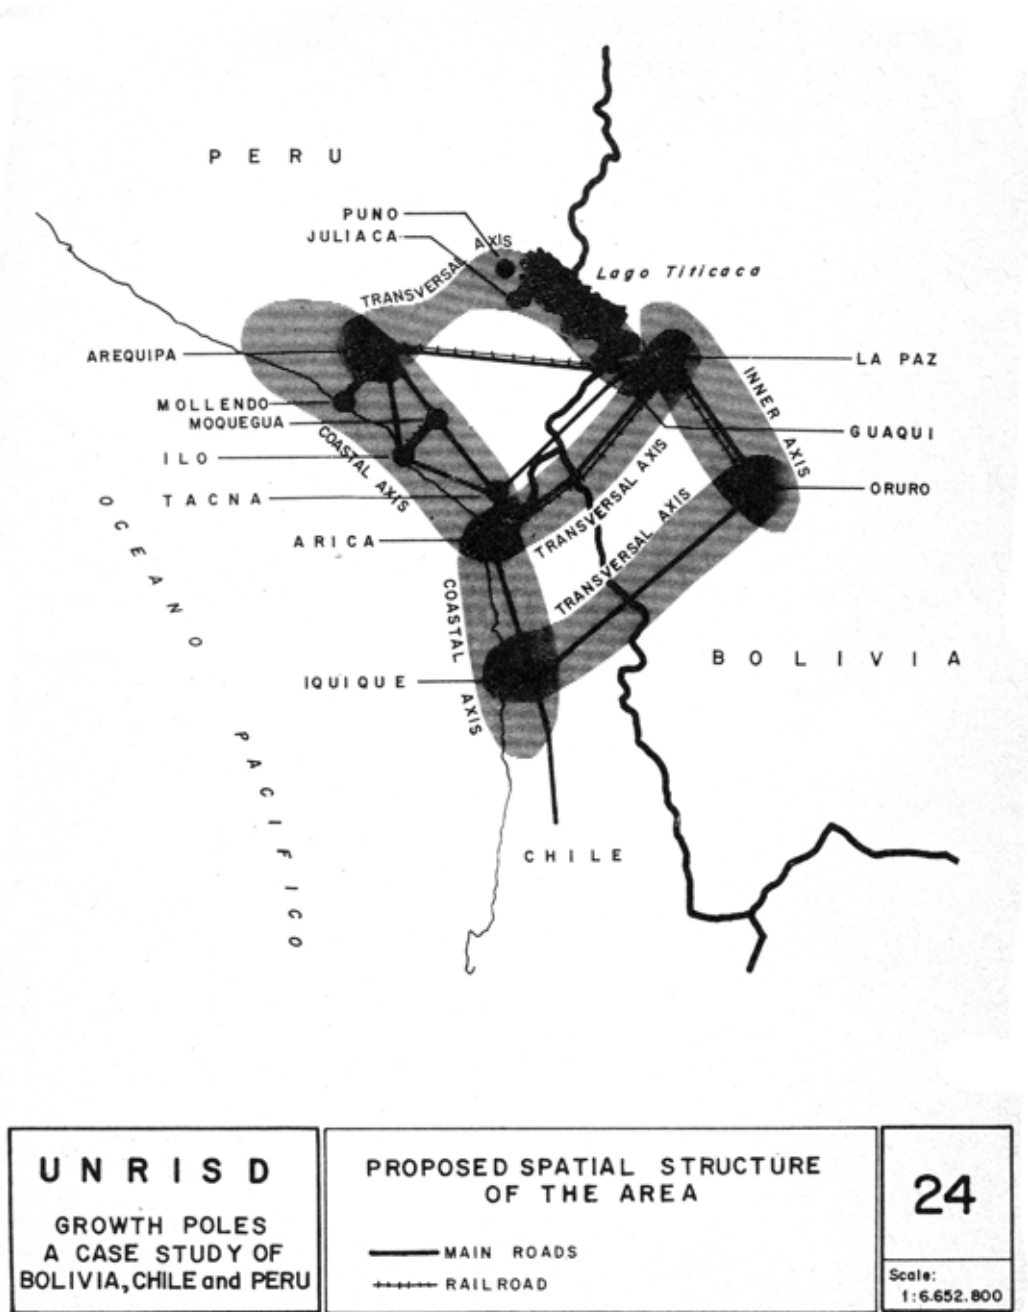 PERU
PUNO
JULIACA
TRANSVERSAL AXIS
Lago Titicaca
AREQUIPA
LA PAZ
INNER AXIS
MOLLENDO
MOQUEGUA
COASTAL AXIS
GUAQUI
ILO
TACNA
ORURO
ARICA
TRANSVERSAL AXIS
TRANSVERSAL AXIS
COASTAL AXIS
OCEANO PACIFICO
IQUIQUE
BOLIVIA
CHILE
UNRISD
GROWTH POLES
A CASE STUDY OF
BOLIVIA, CHILE and PERU
PROPOSED SPATIAL STRUCTURE
OF THE AREA
MAIN ROADS
RAILROAD
24
Scale:
1:6.652.800